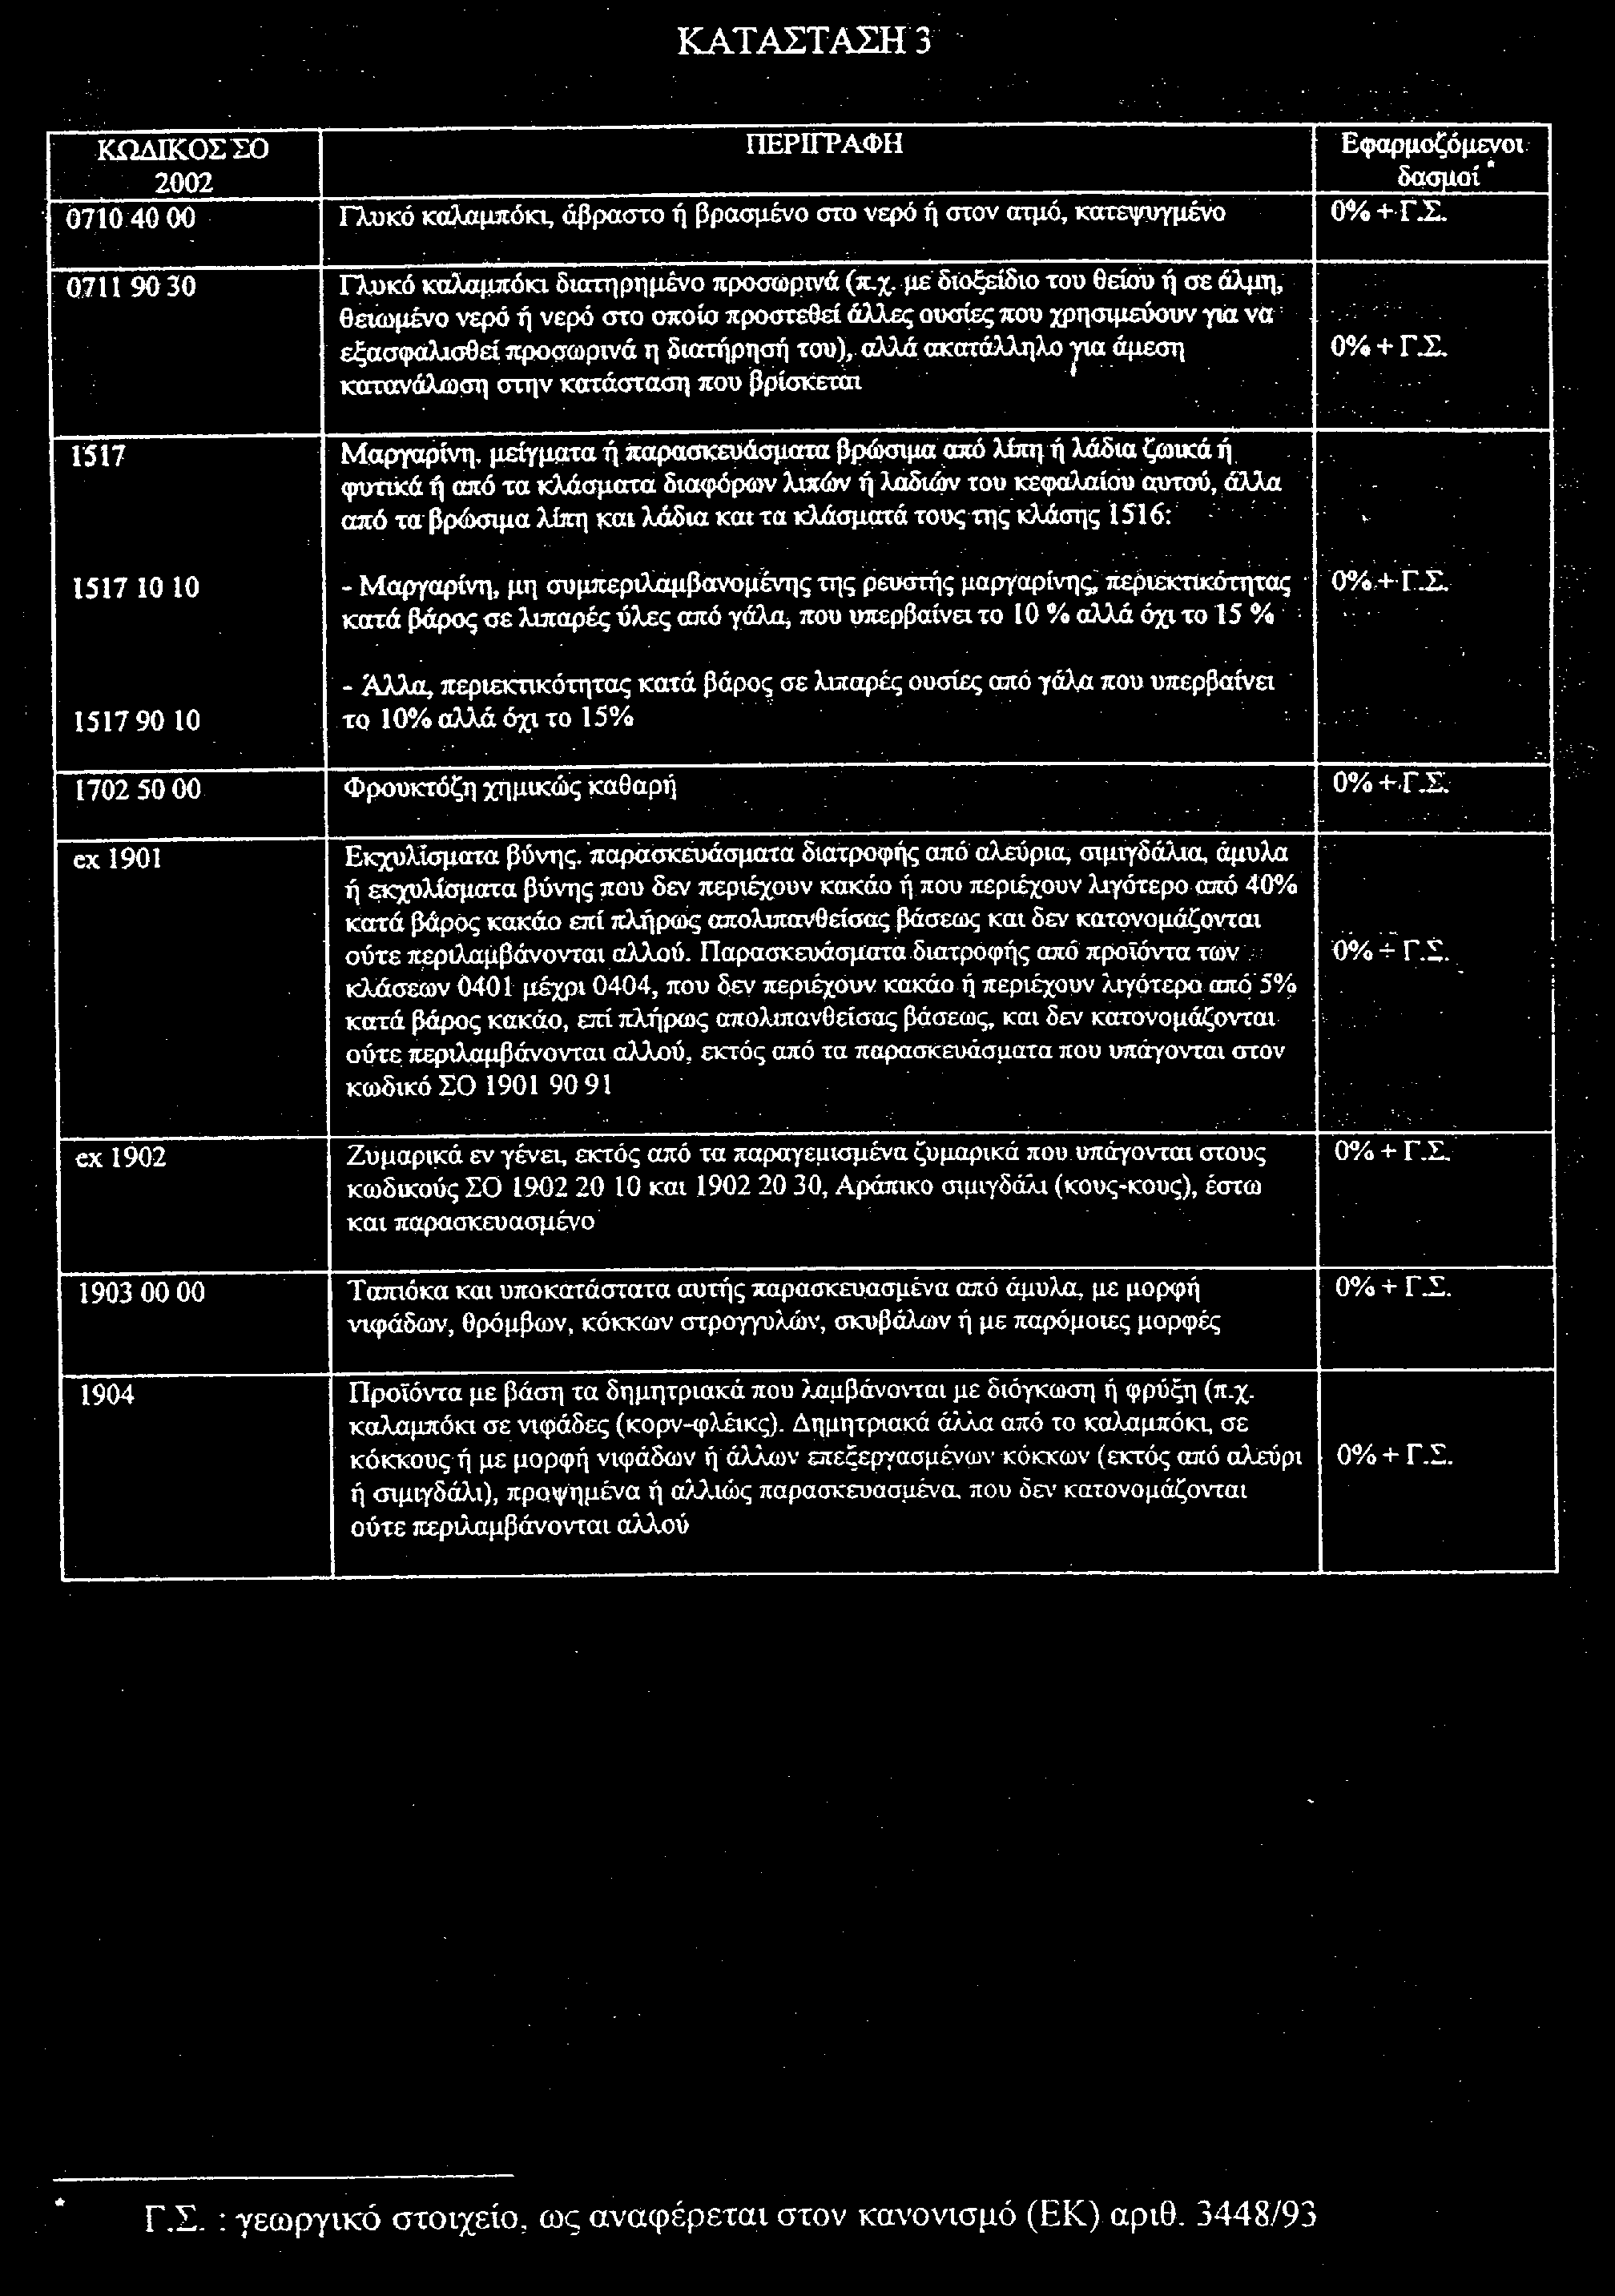 ΚΑΤΑΣΤΑΣΗ 3
ΚΩΔΙΚΟΣ ΣΟ
2002
ΠΕΡΙΓΡΑΦΗ
Εφαρμοζόμενοι
δασμοί *
0710 40 00
Γλυκό καλαμπόκι, άβραστο ή βρασμένο στο νερό ή στον ατμό, κατεψυγμένο
0% + Γ.Σ.
0711 90 30
Γλυκό καλαμπόκι διατηρημένο προσωρινά (π.χ. με διοξείδιο του θείου ή σε άλμη,
θειωμένο νερό ή νερό στο οποίο προστεθεί άλλες ουσίες που χρησιμεύουν για να
εξασφαλισθεί προσωρινά η διατήρησή του), αλλά ακατάλληλο για άμεση
κατανάλωση στην κατάσταση που βρίσκεται
0% + Γ.Σ.
1517
Μαργαρίνη, μείγματα ή παρασκευάσματα βρώσιμα από λίπη ή λάδια ζωικά ή
φυτικά ή από τα κλάσματα διαφόρων λιπών ή λαδιών του κεφαλαίου αυτού, άλλα
από τα βρώσιμα λίπη και λάδια και τα κλάσματά τους της κλάσης 1516:
1517 10 10
- Μαργαρίνη, μη συμπεριλαμβανομένης της ρευστής μαργαρίνης, περιεκτικότητας
κατά βάρος σε λιπαρές ύλες από γάλα, που υπερβαίνει το 10 % αλλά όχι το 15 %
0% + Γ.Σ.
- Άλλα, περιεκτικότητας κατά βάρος σε λιπαρές ουσίες από γάλα που υπερβαίνει
1517 90 10
το 10% αλλά όχι το 15%
1702 50 00
Φρουκτόζη χημικώς καθαρή
0% + Γ.Σ.
ex 1901
Εκχυλίσματα βύνης. παρασκευάσματα διατροφής από αλεύρια, σιμιγδάλια, άμυλα
ή εκχυλίσματα βύνης που δεν περιέχουν κακάο ή που περιέχουν λιγότερο από 40%
κατά βάρος κακάο επί πλήρως απολιπανθείσας βάσεως και δεν κατονομάζονται
ούτε περιλαμβάνονται αλλού. Παρασκευάσματα διατροφής από προϊόντα των
κλάσεων 0401 μέχρι 0404, που δεν περιέχουν κακάο ή περιέχουν λιγότερο από 5%
κατά βάρος κακάο, επί πλήρως απολιπανθείσας βάσεως, και δεν κατονομάζονται
ούτε περιλαμβάνονται αλλού, εκτός από τα παρασκευάσματα που υπάγονται στον
κωδικό ΣΟ 1901 90 91
0% + Γ.Σ.
ex 1902
Ζυμαρικά εν γένει, εκτός από τα παραγεμισμένα ζυμαρικά που υπάγονται στους
κωδικούς ΣΟ 1902 20 10 και 1902 20 30, Αράπικο σιμιγδάλι (κους-κους), έστω
και παρασκευασμένο
0% + Γ.Σ.
1903 00 00
Ταπιόκα και υποκατάστατα αυτής παρασκευασμένα από άμυλα, με μορφή
νιφάδων, θρόμβων, κόκκων στρογγυλών, σκυβάλων ή με παρόμοιες μορφές
0% + Γ.Σ.
1904
Προϊόντα με βάση τα δημητριακά που λαμβάνονται με διόγκωση ή φρύξη (π.χ.
καλαμπόκι σε νιφάδες (κορν-φλέικς). Δημητριακά άλλα από το καλαμπόκι, σε
κόκκους ή με μορφή νιφάδων ή άλλων επεξεργασμένων κόκκων (εκτός από αλεύρι
ή σιμιγδάλι), προψημένα ή αλλιώς παρασκευασμένα, που δεν κατονομάζονται
ούτε περιλαμβάνονται αλλού
0% + Γ.Σ.
* Γ.Σ. : γεωργικό στοιχείο, ως αναφέρεται στον κανονισμό (ΕΚ) αριθ. 3448/93